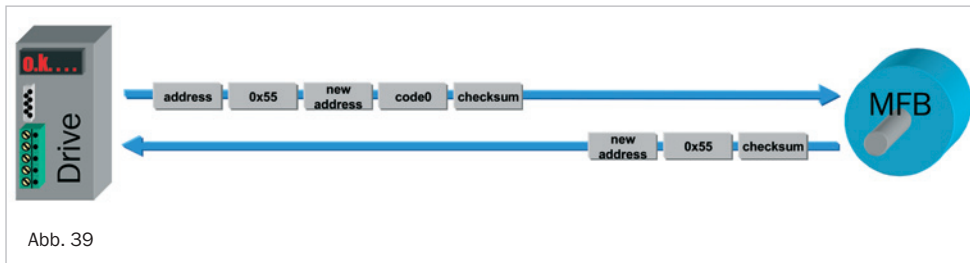 o.k....
Drive
address 0x55 new address code0 checksum
MFB
new address 0x55 checksum
Abb. 39